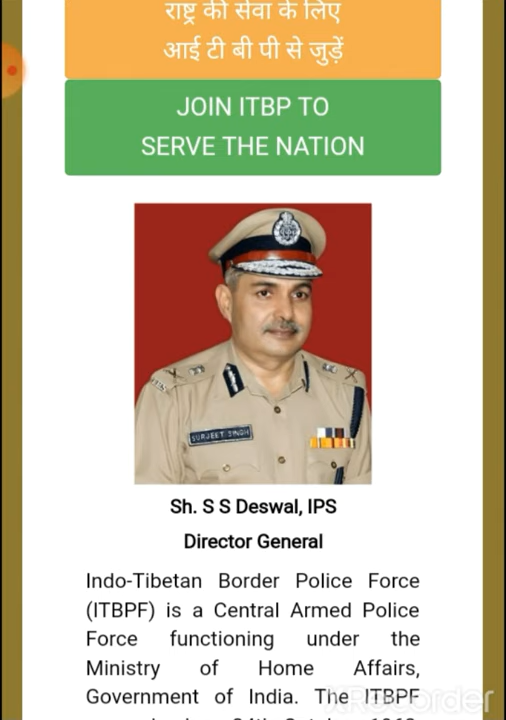 राष्ट्र की सेवा के लिए
आई टी बी पी से जुड़ें
JOIN ITBP TO
SERVE THE NATION
SURJEET SINGH
Sh. S S Deswal, IPS
Director General
Indo-Tibetan Border Police Force
(ITBPF) is a Central Armed Police
Force functioning under the
Ministry of Home Affairs,
Government of India. The ITBPF
XRecorder